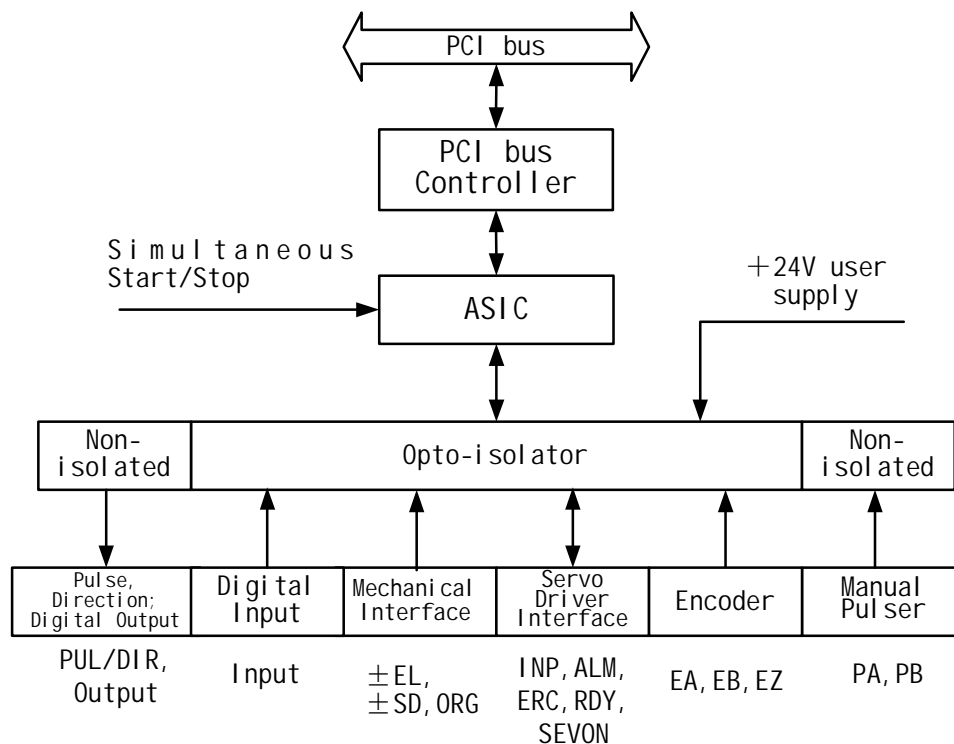 PCI bus
PCI bus
Controller
Simultaneous
Start/Stop
ASIC
+24V user
supply
Non-
isolated
Opto-isolator
Non-
isolated
Pulse,
Direction;
Digital Output
Digital
Input
Mechanical
Interface
Servo
Driver
Interface
Encoder
Manual
Pulser
PUL/DIR,
Output
Input
±EL,
±SD, ORG
INP, ALM,
ERC, RDY,
SEVON
EA, EB, EZ
PA, PB